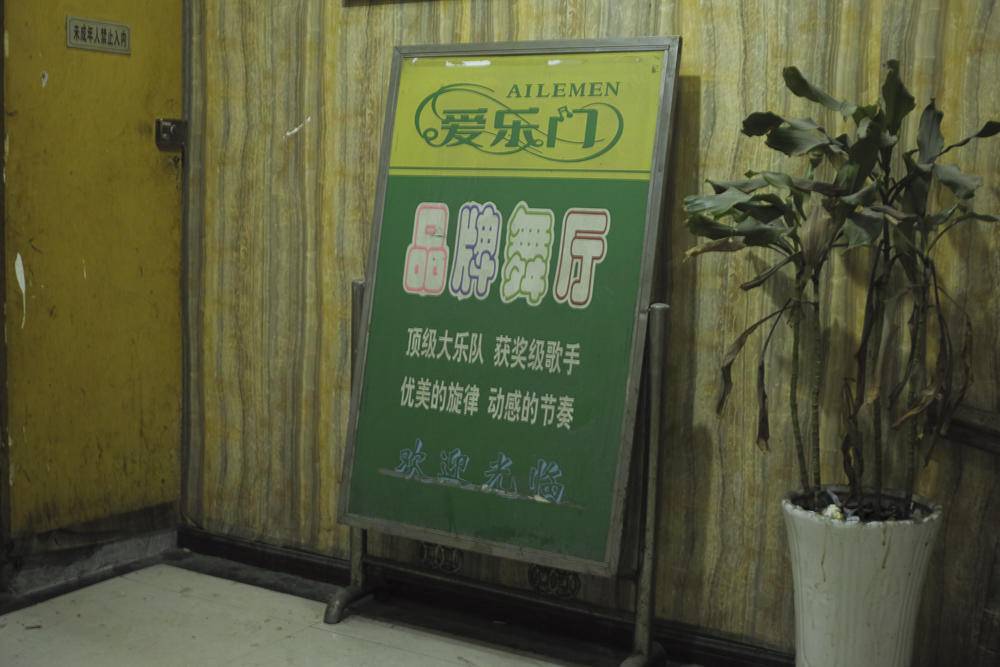 未成年人禁止入内
AILEMEN
爱乐门
品牌舞厅
顶级大乐队 获奖级歌手
优美的旋律 动感的节奏
欢迎光临